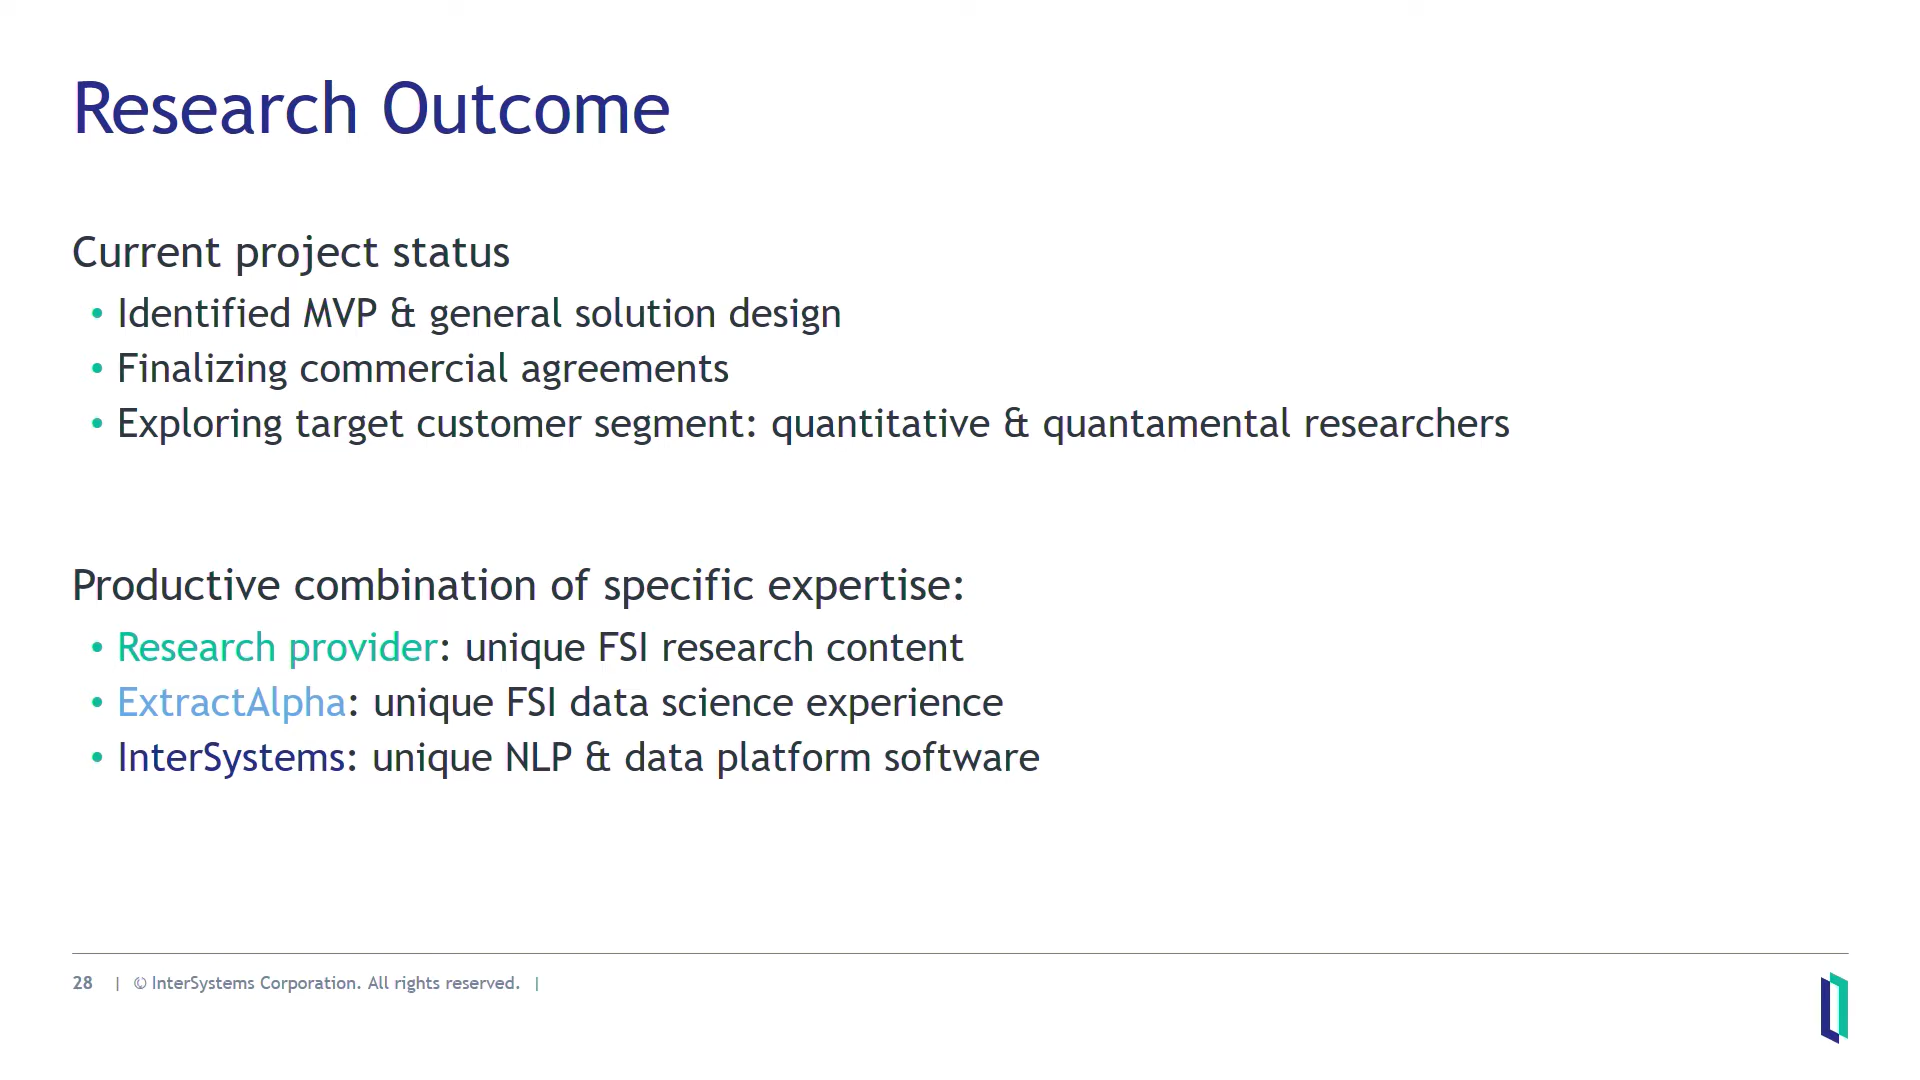 Research Outcome
Current project status
• Identified MVP & general solution design
• Finalizing commercial agreements
• Exploring target customer segment: quantitative & quantamental researchers
Productive combination of specific expertise:
• Research provider: unique FSI research content
• ExtractAlpha: unique FSI data science experience
• InterSystems: unique NLP & data platform software
28 | © InterSystems Corporation. All rights reserved. |